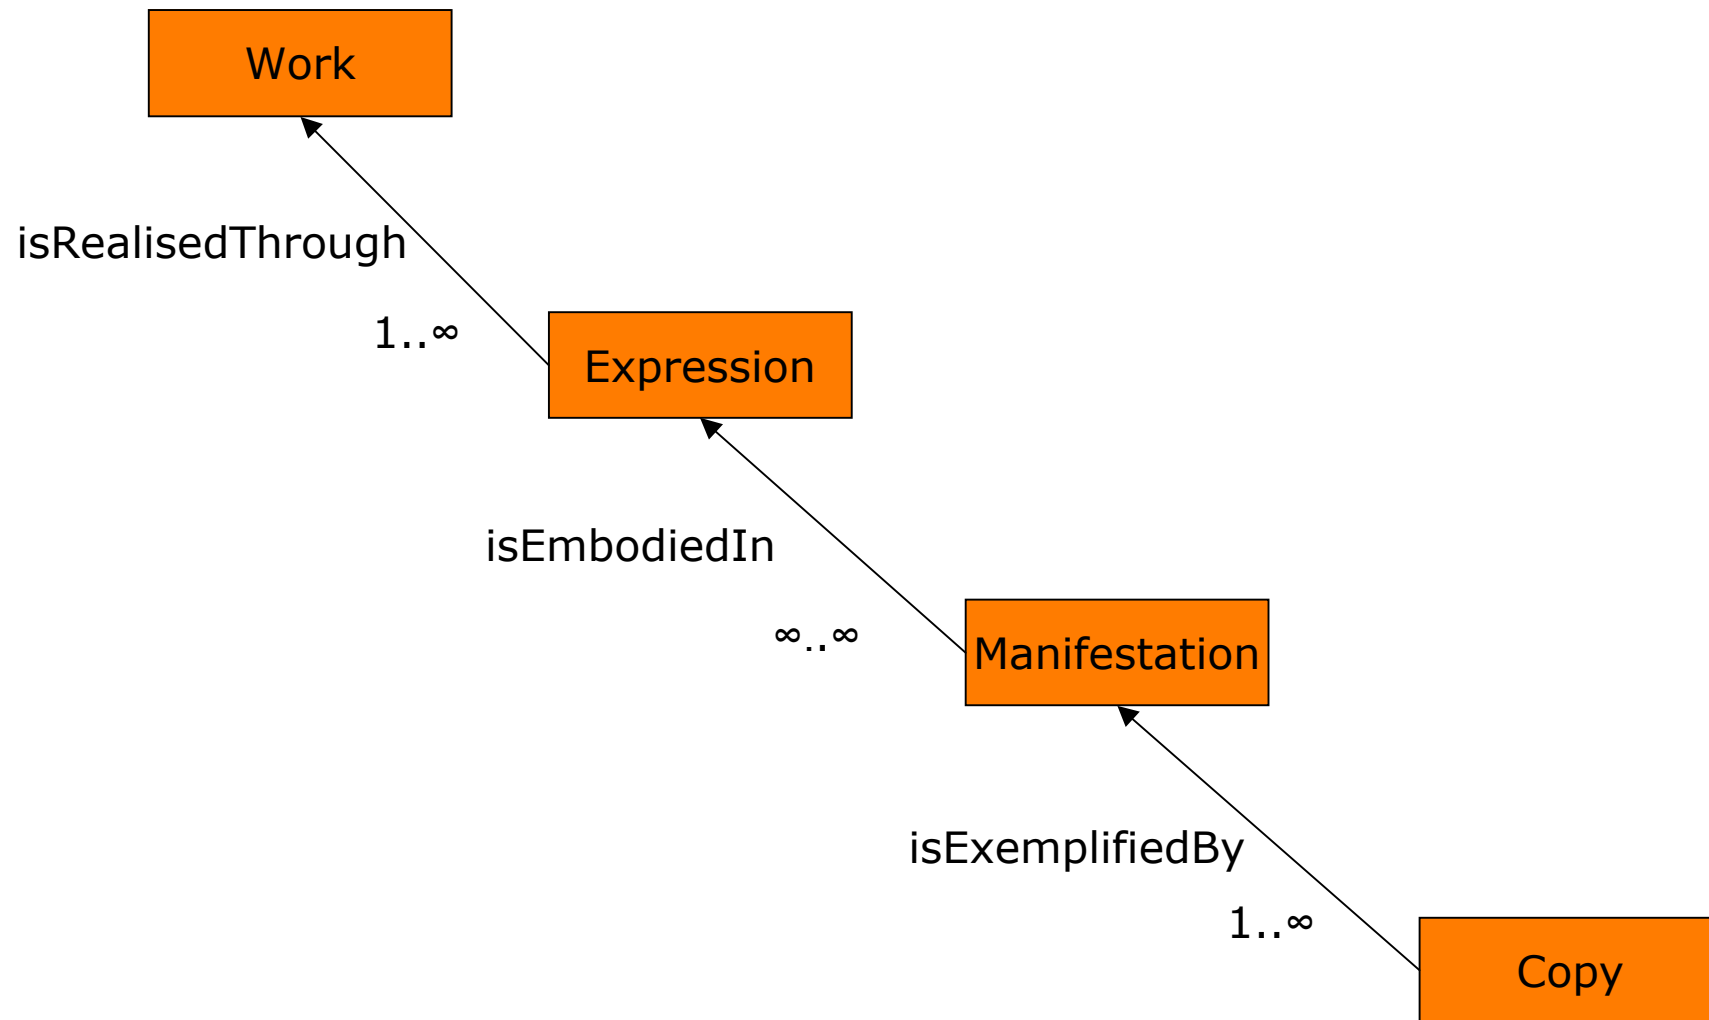 Work
isRealisedThrough
1..∞
Expression
isEmbodiedIn
∞..∞
Manifestation
isExemplifiedBy
1..∞
Copy